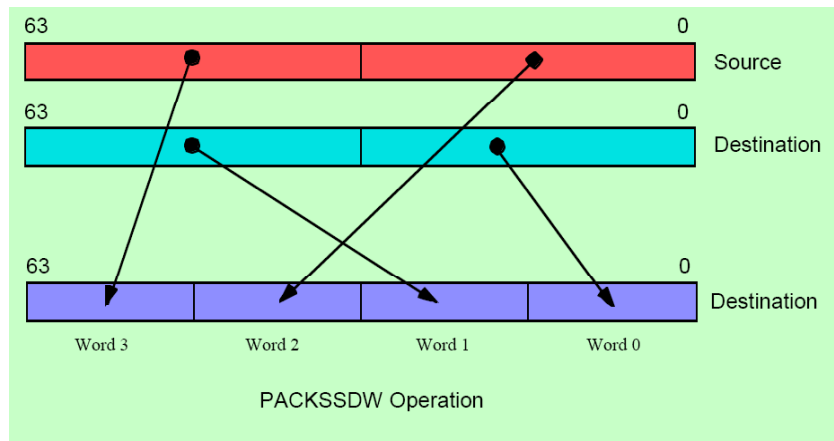 63 0
Source
63 0
Destination
63 0
Destination
Word 3 Word 2 Word 1 Word 0
PACKSSDW Operation